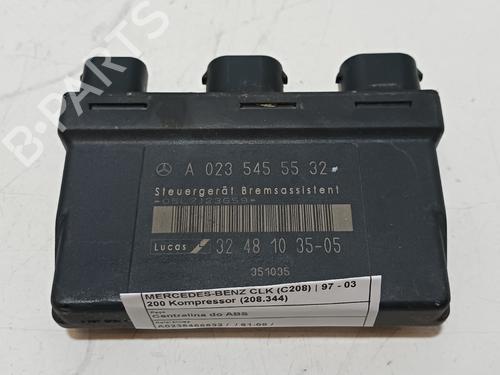 B-PARTS
A 023 545 55 32
Steuergerät Bremsassistent
-05L7123659-
Lucas 32 48 10 35-05
351035
MERCEDES-BENZ CLK (C208) | 97 - 03
200 Kompressor (208.344)
Centralina do ABS